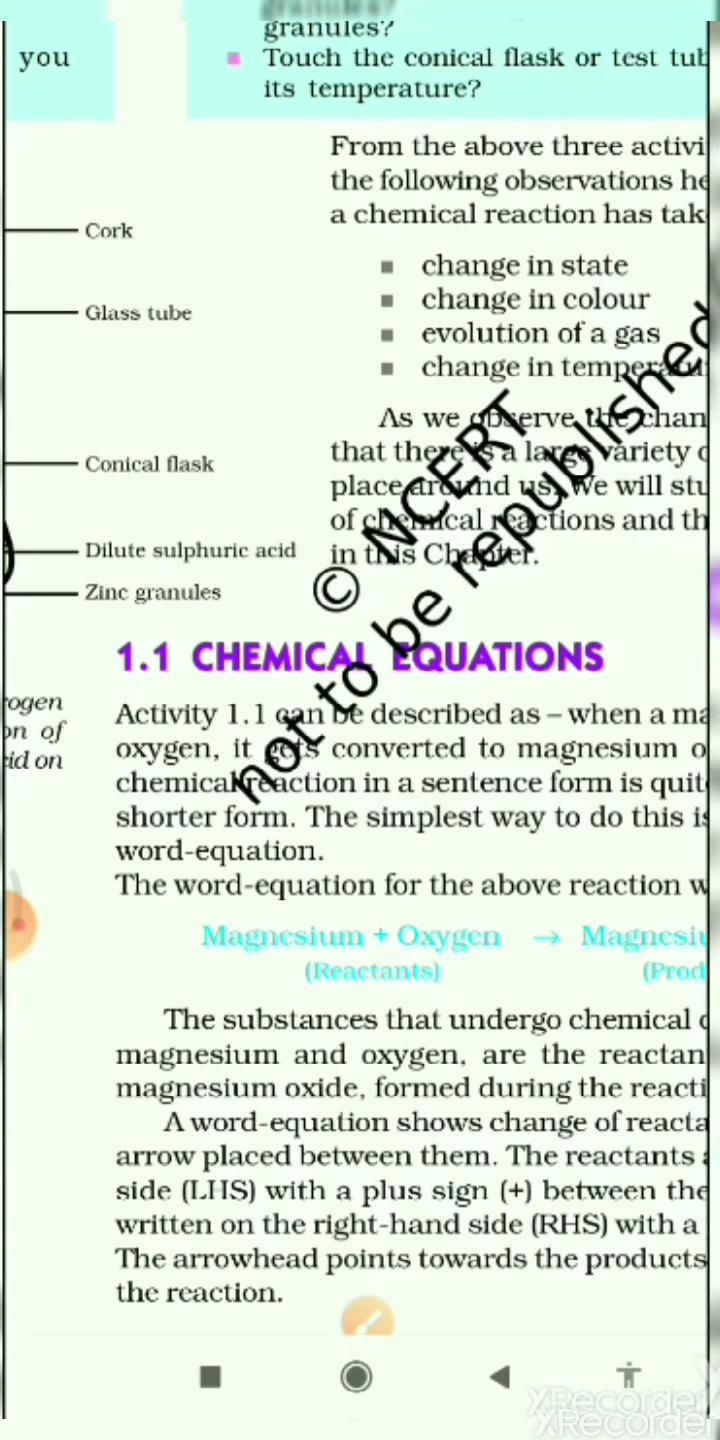 granules?
you
Touch the conical flask or test tub
its temperature?
From the above three activi
the following observations he
a chemical reaction has tak
Cork
change in state
change in colour
Glass tube
evolution of a gas
change in temperatur
As we observe the chan
that there is a large variety
Conical flask
place around us. We will stu
of chemical reactions and th
Dilute sulphuric acid
in this Chapter.
Zinc granules
© NCERT
not to be republished
1.1 CHEMICAL EQUATIONS
rogen
on of
cid on
Activity 1.1 can be described as – when a ma
oxygen, it gets converted to magnesium o
chemical reaction in a sentence form is quit
shorter form. The simplest way to do this is
word-equation.
The word-equation for the above reaction w
Magnesium + Oxygen → Magnesiu
(Reactants) (Prod
The substances that undergo chemical c
magnesium and oxygen, are the reactan
magnesium oxide, formed during the reacti
A word-equation shows change of reacta
arrow placed between them. The reactants a
side (LHS) with a plus sign (+) between the
written on the right-hand side (RHS) with a
The arrowhead points towards the products
the reaction.
XRecorder
XRecorder